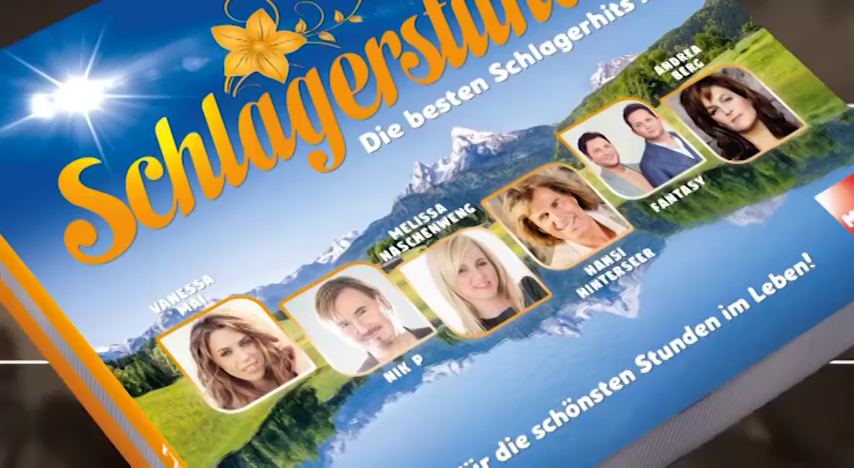 Schlagerstun
Die besten Schlagerhits
ANDREA
BERG
FANTASY
HANSI
HINTERSEER
MELISSA
NASCHENWENG
NIK P
VANESSA
MAI
ür die schönsten Stunden im Leben!